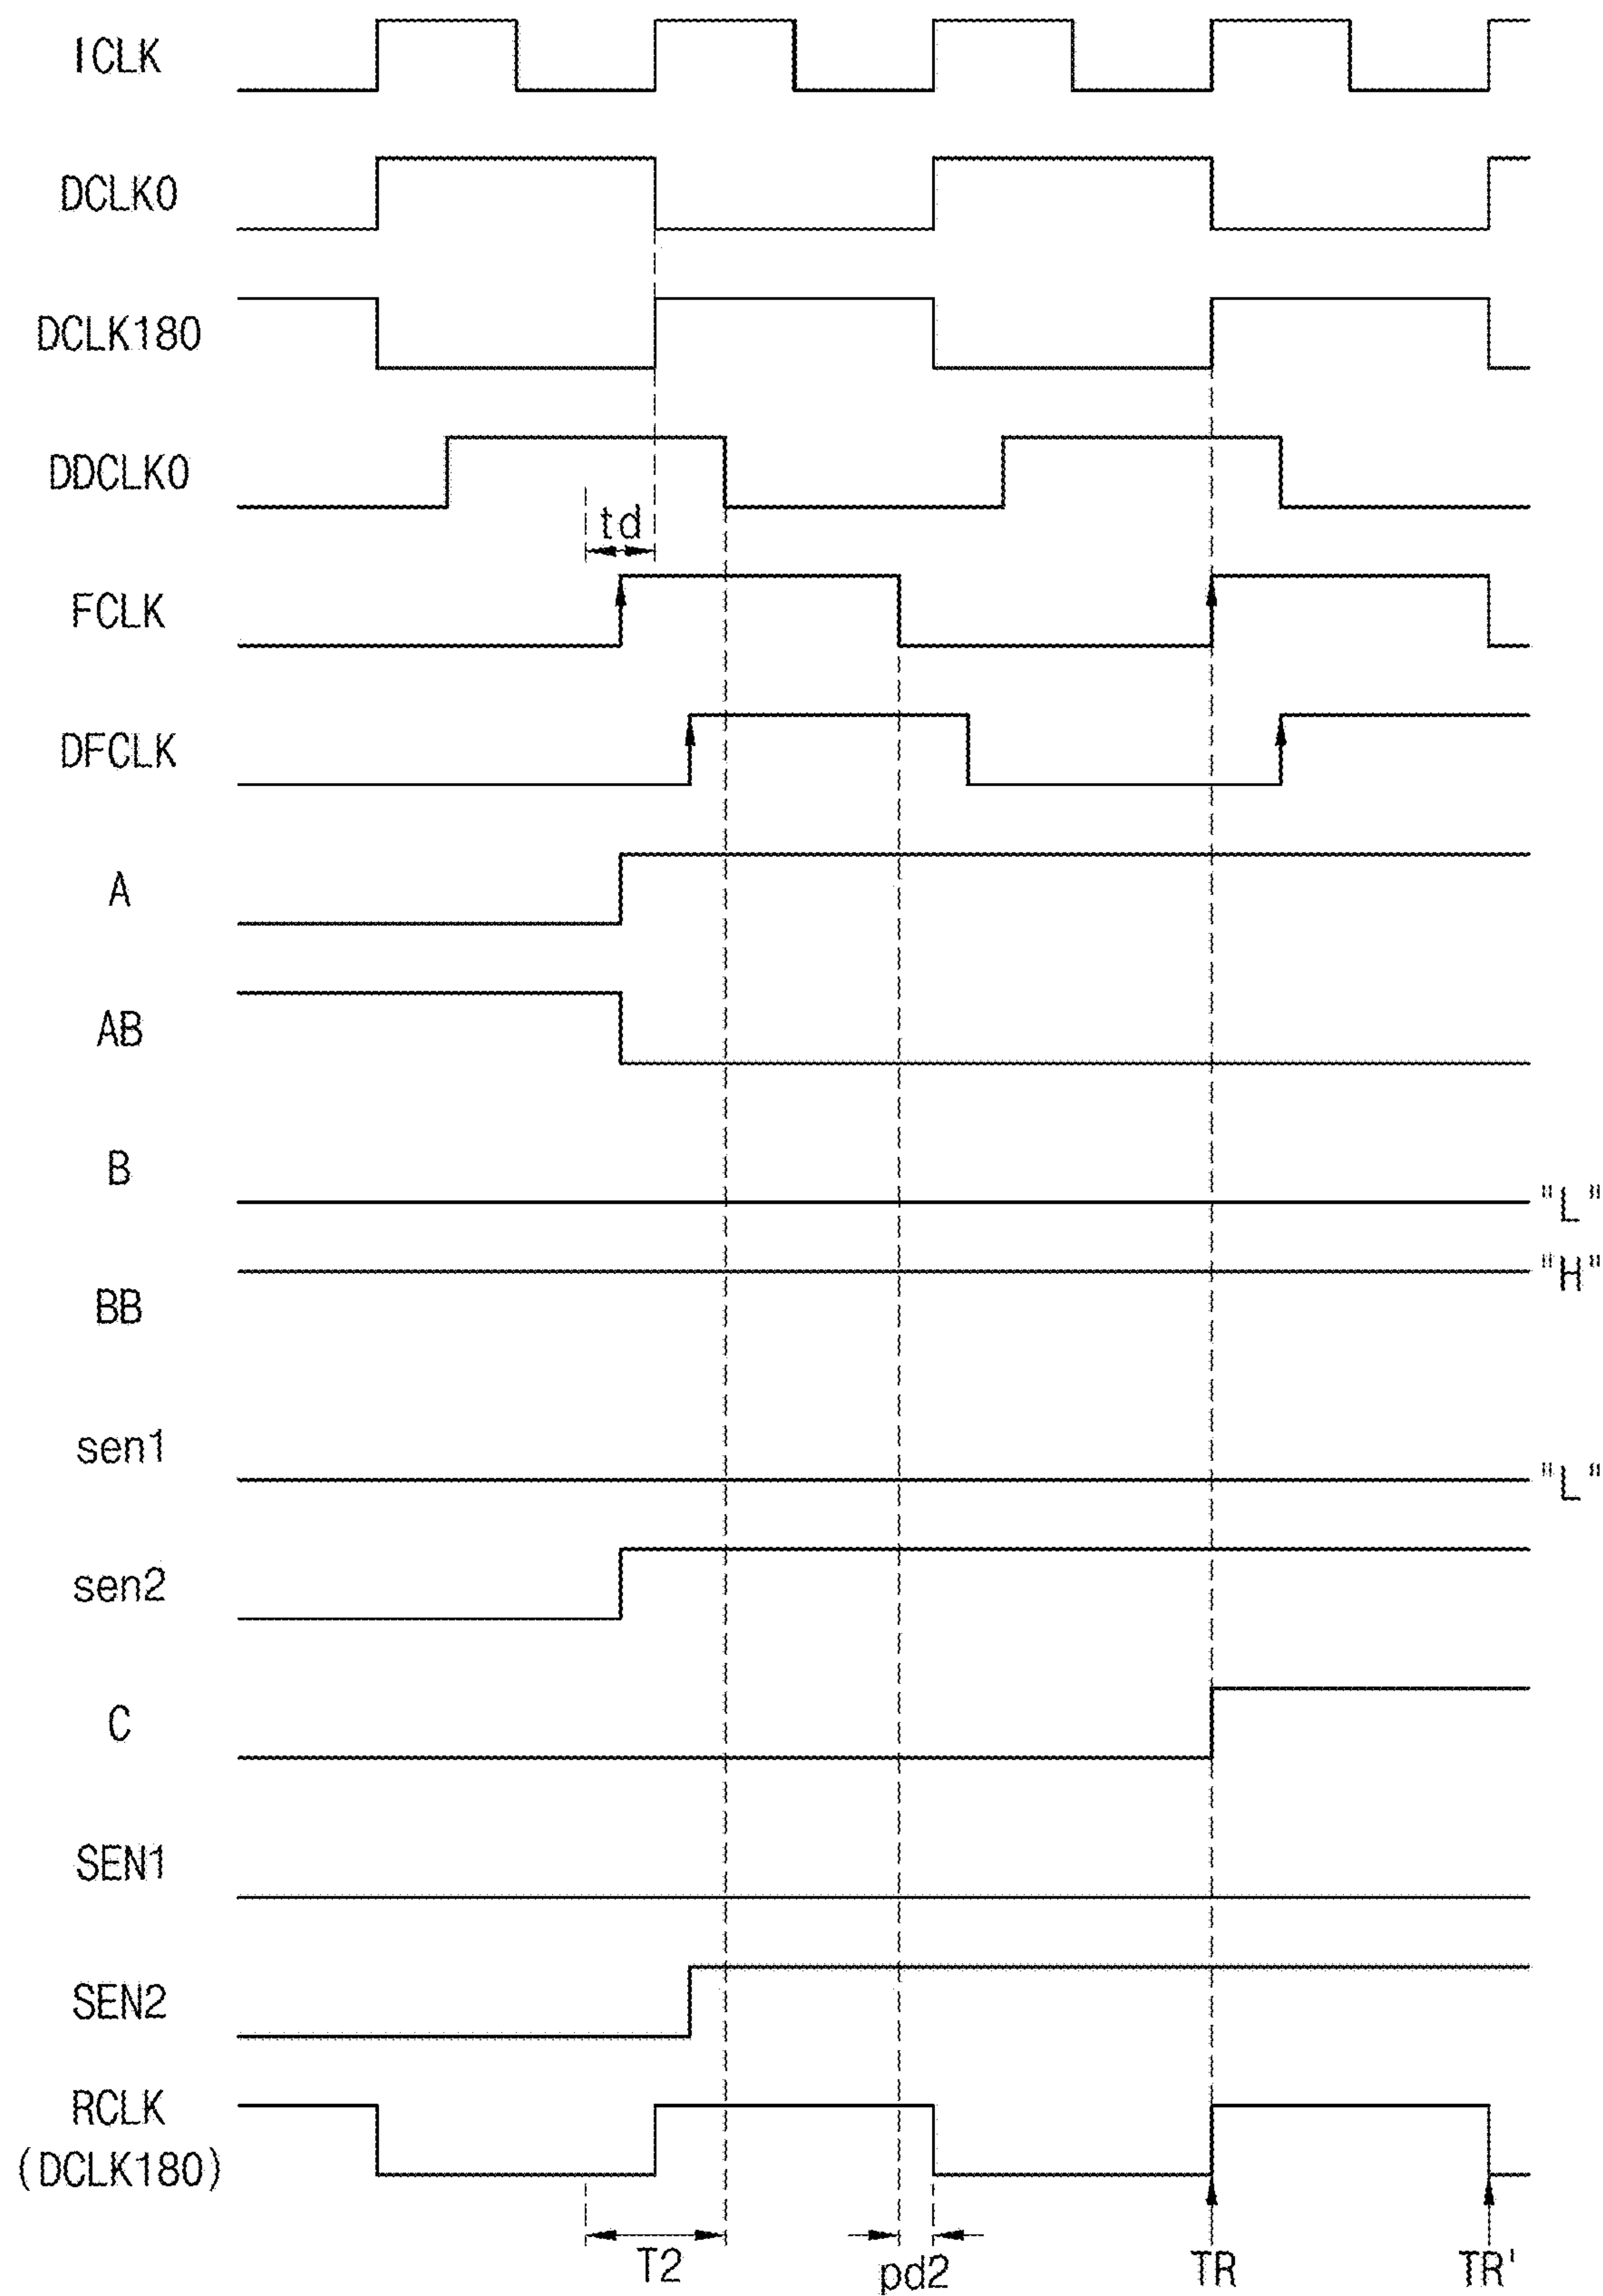 ICLK
DCLK0
DCLK180
DDCLK0
td
FCLK
DFCLK
A
AB
B
"L"
"H"
BB
sen1
"L"
sen2
C
SEN1
SEN2
RCLK
(DCLK180)
T2
pd2
TR
TR'